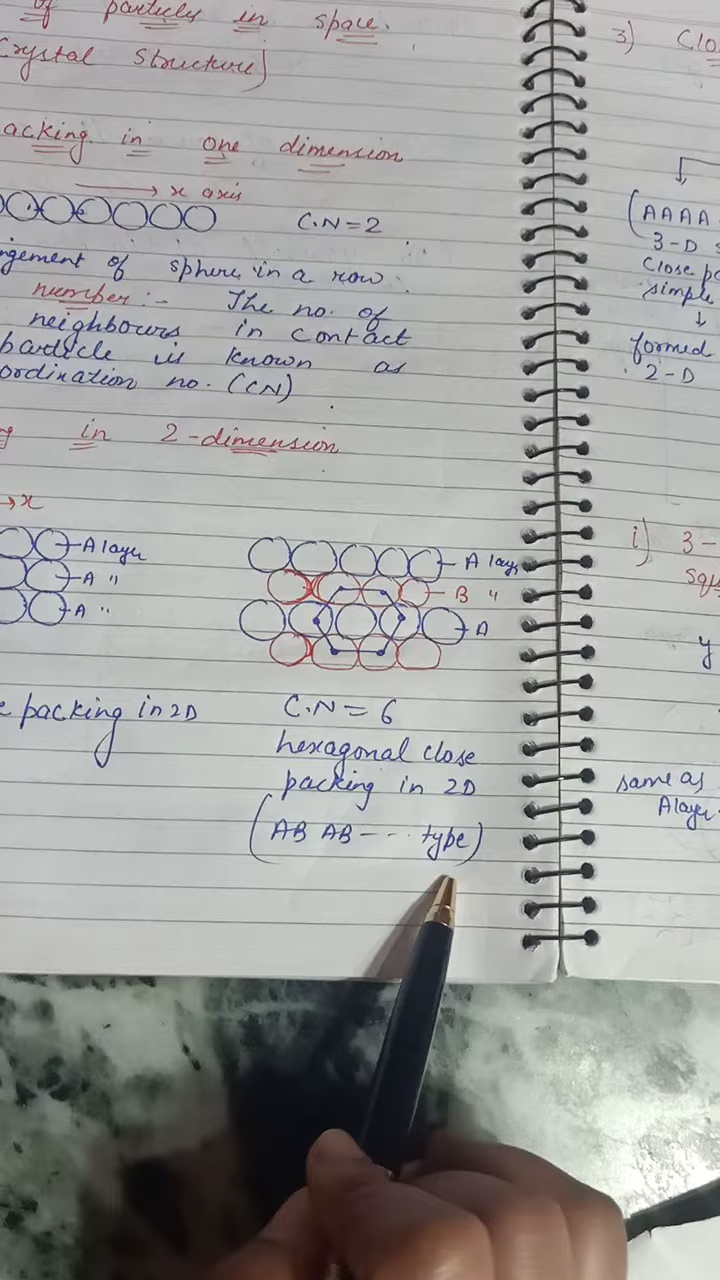 of particles in space.
Crystal Structure)
acking in one dimension
→ x axis
C.N = 2
ngement of sphere in a row.
number:- The no. of
neighbours in contact
particle is known as
ordination no. (CN)
g in 2-dimension
→x
A layer
A "
A "
A layer
B "
A
e packing in 2D
C.N = 6
hexagonal close
packing in 2D
(AB AB --- type)
3) Clo
(AAAA
3-D
Close pa
simple
↓
formed
2-D
i) 3-
squ
y
same as
A layer